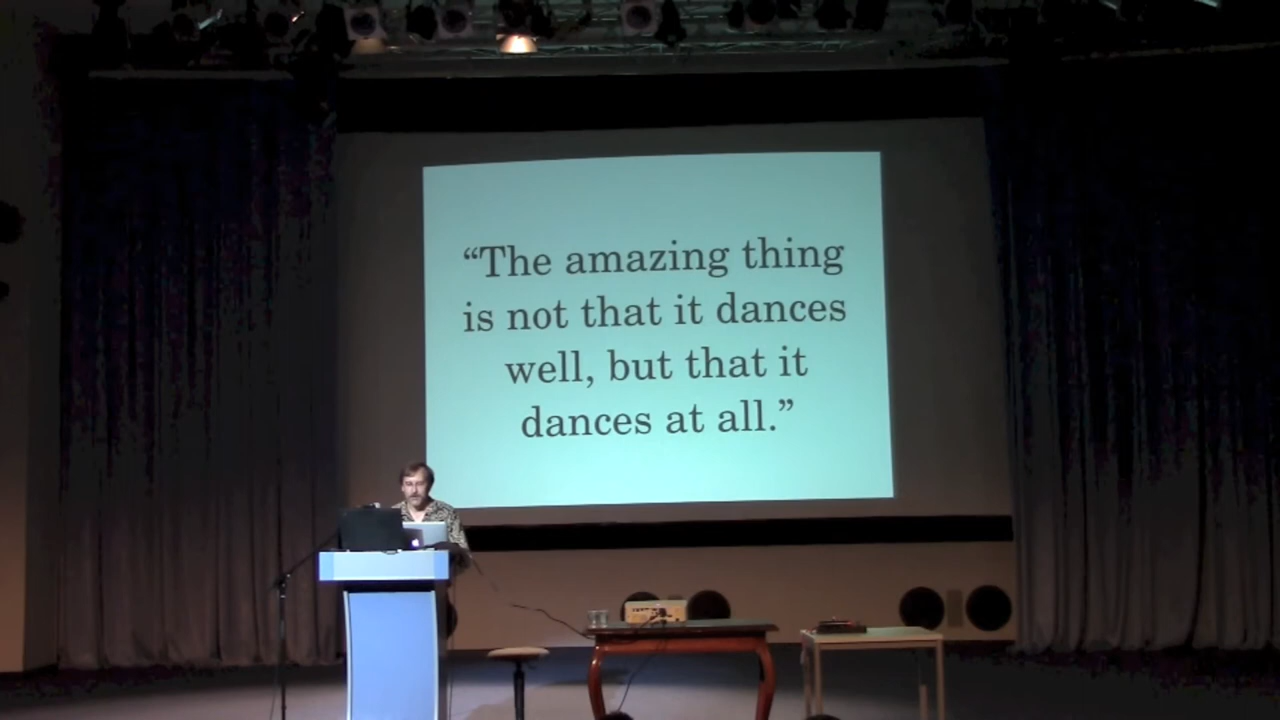 “The amazing thing
is not that it dances
well, but that it
dances at all.”